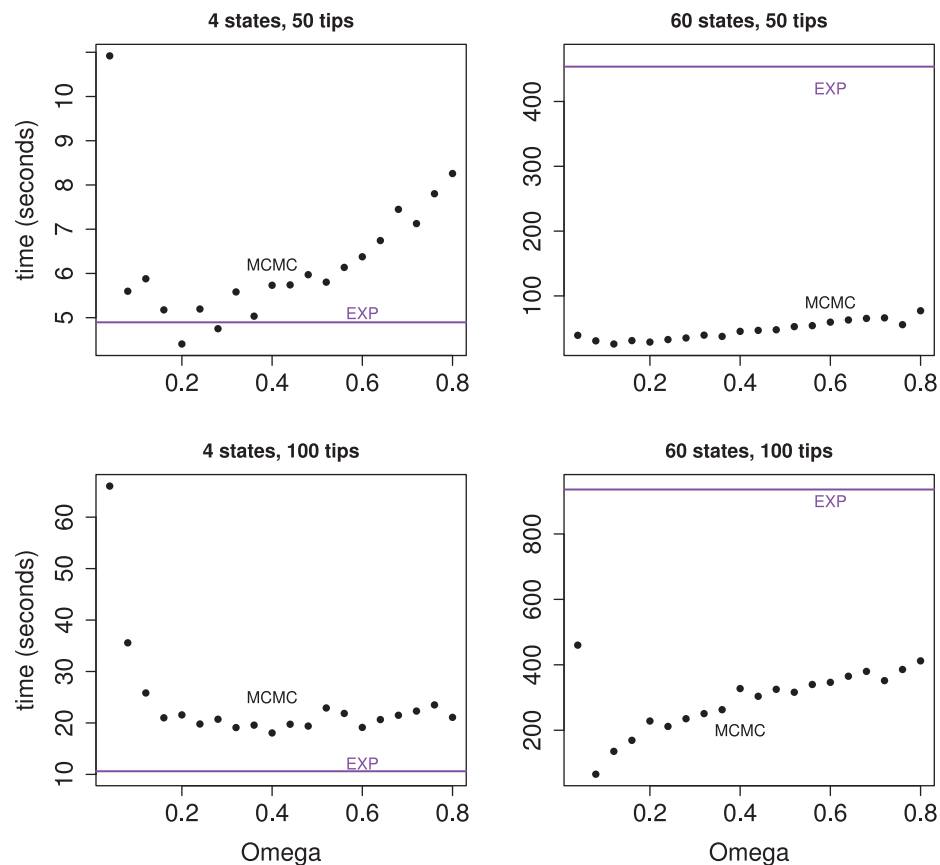 4 states, 50 tips
time (seconds)
5 6 7 8 9 10
MCMC
EXP
0.2 0.4 0.6 0.8
60 states, 50 tips
100 200 300 400
EXP
MCMC
0.2 0.4 0.6 0.8
4 states, 100 tips
time (seconds)
10 20 30 40 50 60
MCMC
EXP
0.2 0.4 0.6 0.8
Omega
60 states, 100 tips
200 400 600 800
EXP
MCMC
0.2 0.4 0.6 0.8
Omega